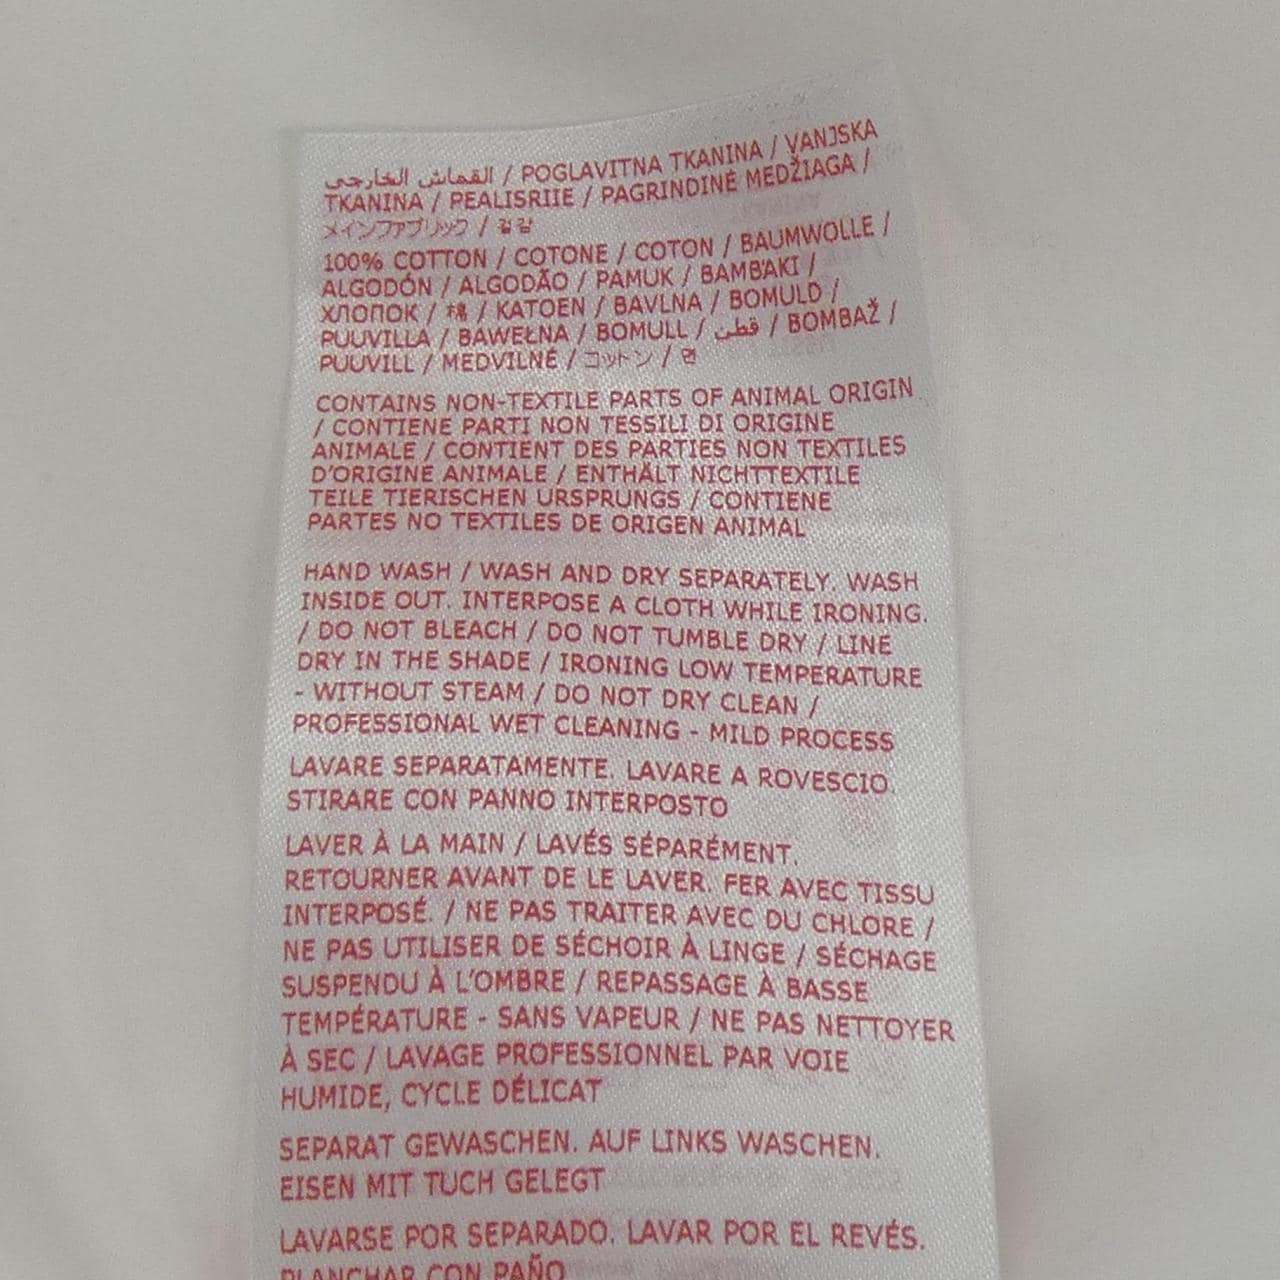 القماش الخارجي / POGLAVITNA TKANINA / VANJSKA
TKANINA / PEALISRIIE / PAGRINDINĖ MEDŽIAGA /
メインファブリック / 겉감
100% COTTON / COTONE / COTON / BAUMWOLLE /
ALGODÓN / ALGODÃO / PAMUK / BAMBAKI /
ХЛОПОК / 棉 / KATOEN / BAVLNA / BOMULD /
PUUVILLA / BAWEŁNA / BOMULL / قطن / BOMBAŽ /
PUUVILL / MEDVILNĖ / コットン / 면
CONTAINS NON-TEXTILE PARTS OF ANIMAL ORIGIN
/ CONTIENE PARTI NON TESSILI DI ORIGINE
ANIMALE / CONTIENT DES PARTIES NON TEXTILES
D'ORIGINE ANIMALE / ENTHÄLT NICHTTEXTILE
TEILE TIERISCHEN URSPRUNGS / CONTIENE
PARTES NO TEXTILES DE ORIGEN ANIMAL
HAND WASH / WASH AND DRY SEPARATELY. WASH
INSIDE OUT. INTERPOSE A CLOTH WHILE IRONING.
/ DO NOT BLEACH / DO NOT TUMBLE DRY / LINE
DRY IN THE SHADE / IRONING LOW TEMPERATURE
- WITHOUT STEAM / DO NOT DRY CLEAN /
PROFESSIONAL WET CLEANING - MILD PROCESS
LAVARE SEPARATAMENTE. LAVARE A ROVESCIO.
STIRARE CON PANNO INTERPOSTO
LAVER À LA MAIN / LAVÉS SÉPARÉMENT.
RETOURNER AVANT DE LE LAVER. FER AVEC TISSU
INTERPOSÉ. / NE PAS TRAITER AVEC DU CHLORE /
NE PAS UTILISER DE SÉCHOIR À LINGE / SÉCHAGE
SUSPENDU À L'OMBRE / REPASSAGE À BASSE
TEMPÉRATURE - SANS VAPEUR / NE PAS NETTOYER
À SEC / LAVAGE PROFESSIONNEL PAR VOIE
HUMIDE, CYCLE DÉLICAT
SEPARAT GEWASCHEN. AUF LINKS WASCHEN.
EISEN MIT TUCH GELEGT
LAVARSE POR SEPARADO. LAVAR POR EL REVÉS.
PLANCHAR CON PAÑO